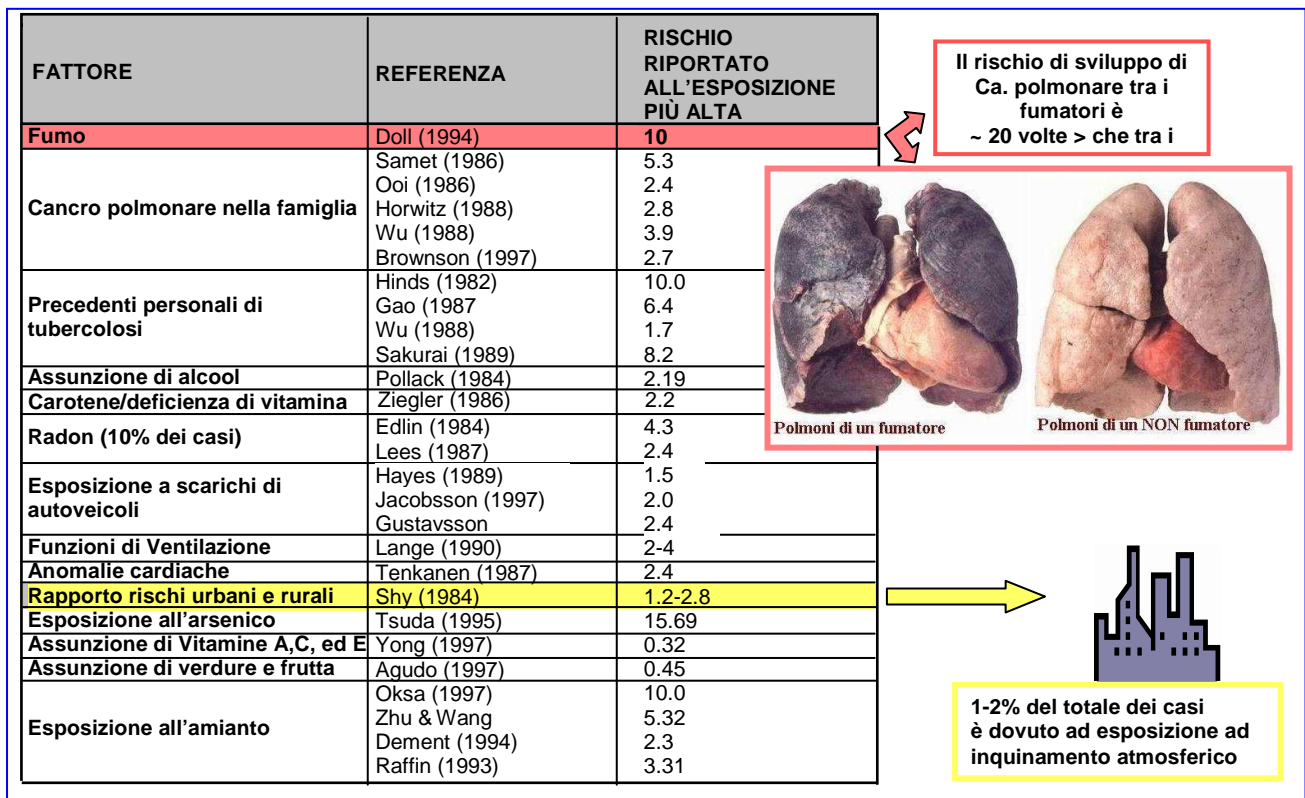 FATTORE
REFERENZA
RISCHIO
RIPORTATO
ALL'ESPOSIZIONE
PIÙ ALTA
Fumo Doll (1994) 10
Cancro polmonare nella famiglia
Samet (1986) 5.3
Ooi (1986) 2.4
Horwitz (1988) 2.8
Wu (1988) 3.9
Brownson (1997) 2.7
Precedenti personali di
tubercolosi
Hinds (1982) 10.0
Gao (1987 6.4
Wu (1988) 1.7
Sakurai (1989) 8.2
Assunzione di alcool Pollack (1984) 2.19
Carotene/deficienza di vitamina Ziegler (1986) 2.2
Radon (10% dei casi)
Edlin (1984) 4.3
Lees (1987) 2.4
Esposizione a scarichi di
autoveicoli
Hayes (1989) 1.5
Jacobsson (1997) 2.0
Gustavsson 2.4
Funzioni di Ventilazione Lange (1990) 2-4
Anomalie cardiache Tenkanen (1987) 2.4
Rapporto rischi urbani e rurali Shy (1984) 1.2-2.8
Esposizione all'arsenico Tsuda (1995) 15.69
Assunzione di Vitamine A,C, ed E Yong (1997) 0.32
Assunzione di verdure e frutta Agudo (1997) 0.45
Esposizione all'amianto
Oksa (1997) 10.0
Zhu & Wang 5.32
Dement (1994) 2.3
Raffin (1993) 3.31
Il rischio di sviluppo di
Ca. polmonare tra i
fumatori è
~ 20 volte > che tra i
Polmoni di un fumatore
Polmoni di un NON fumatore
1-2% del totale dei casi
è dovuto ad esposizione ad
inquinamento atmosferico